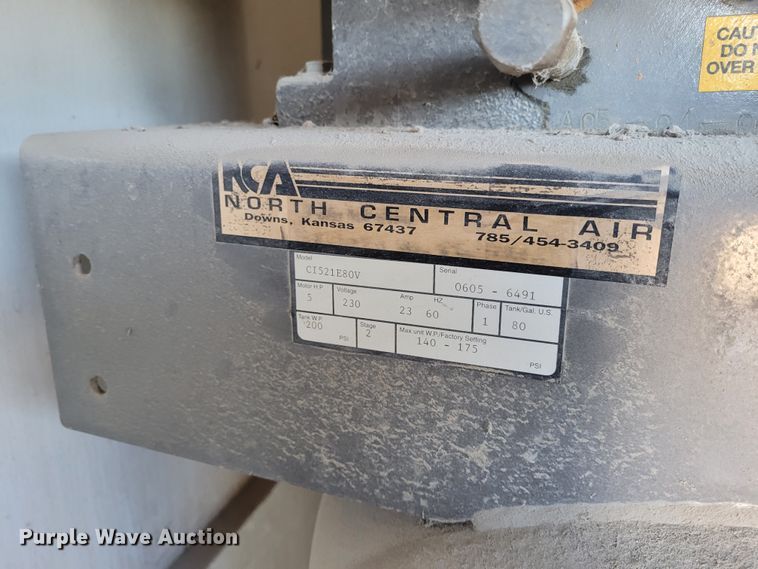 CAUT
DO N
OVER
NCA
NORTH CENTRAL AIR
Downs, Kansas 67437 785/454-3409
Model
CI521E80V
Serial
0605 - 6491
Motor H.P.
5
Voltage
230
Amp
23
HZ
60
Phase
1
Tank/Gal. U.S.
80
Tank W.P.
200
PSI
Stage
2
Max unit W.P./Factory Setting
140 - 175
PSI
Purple Wave Auction